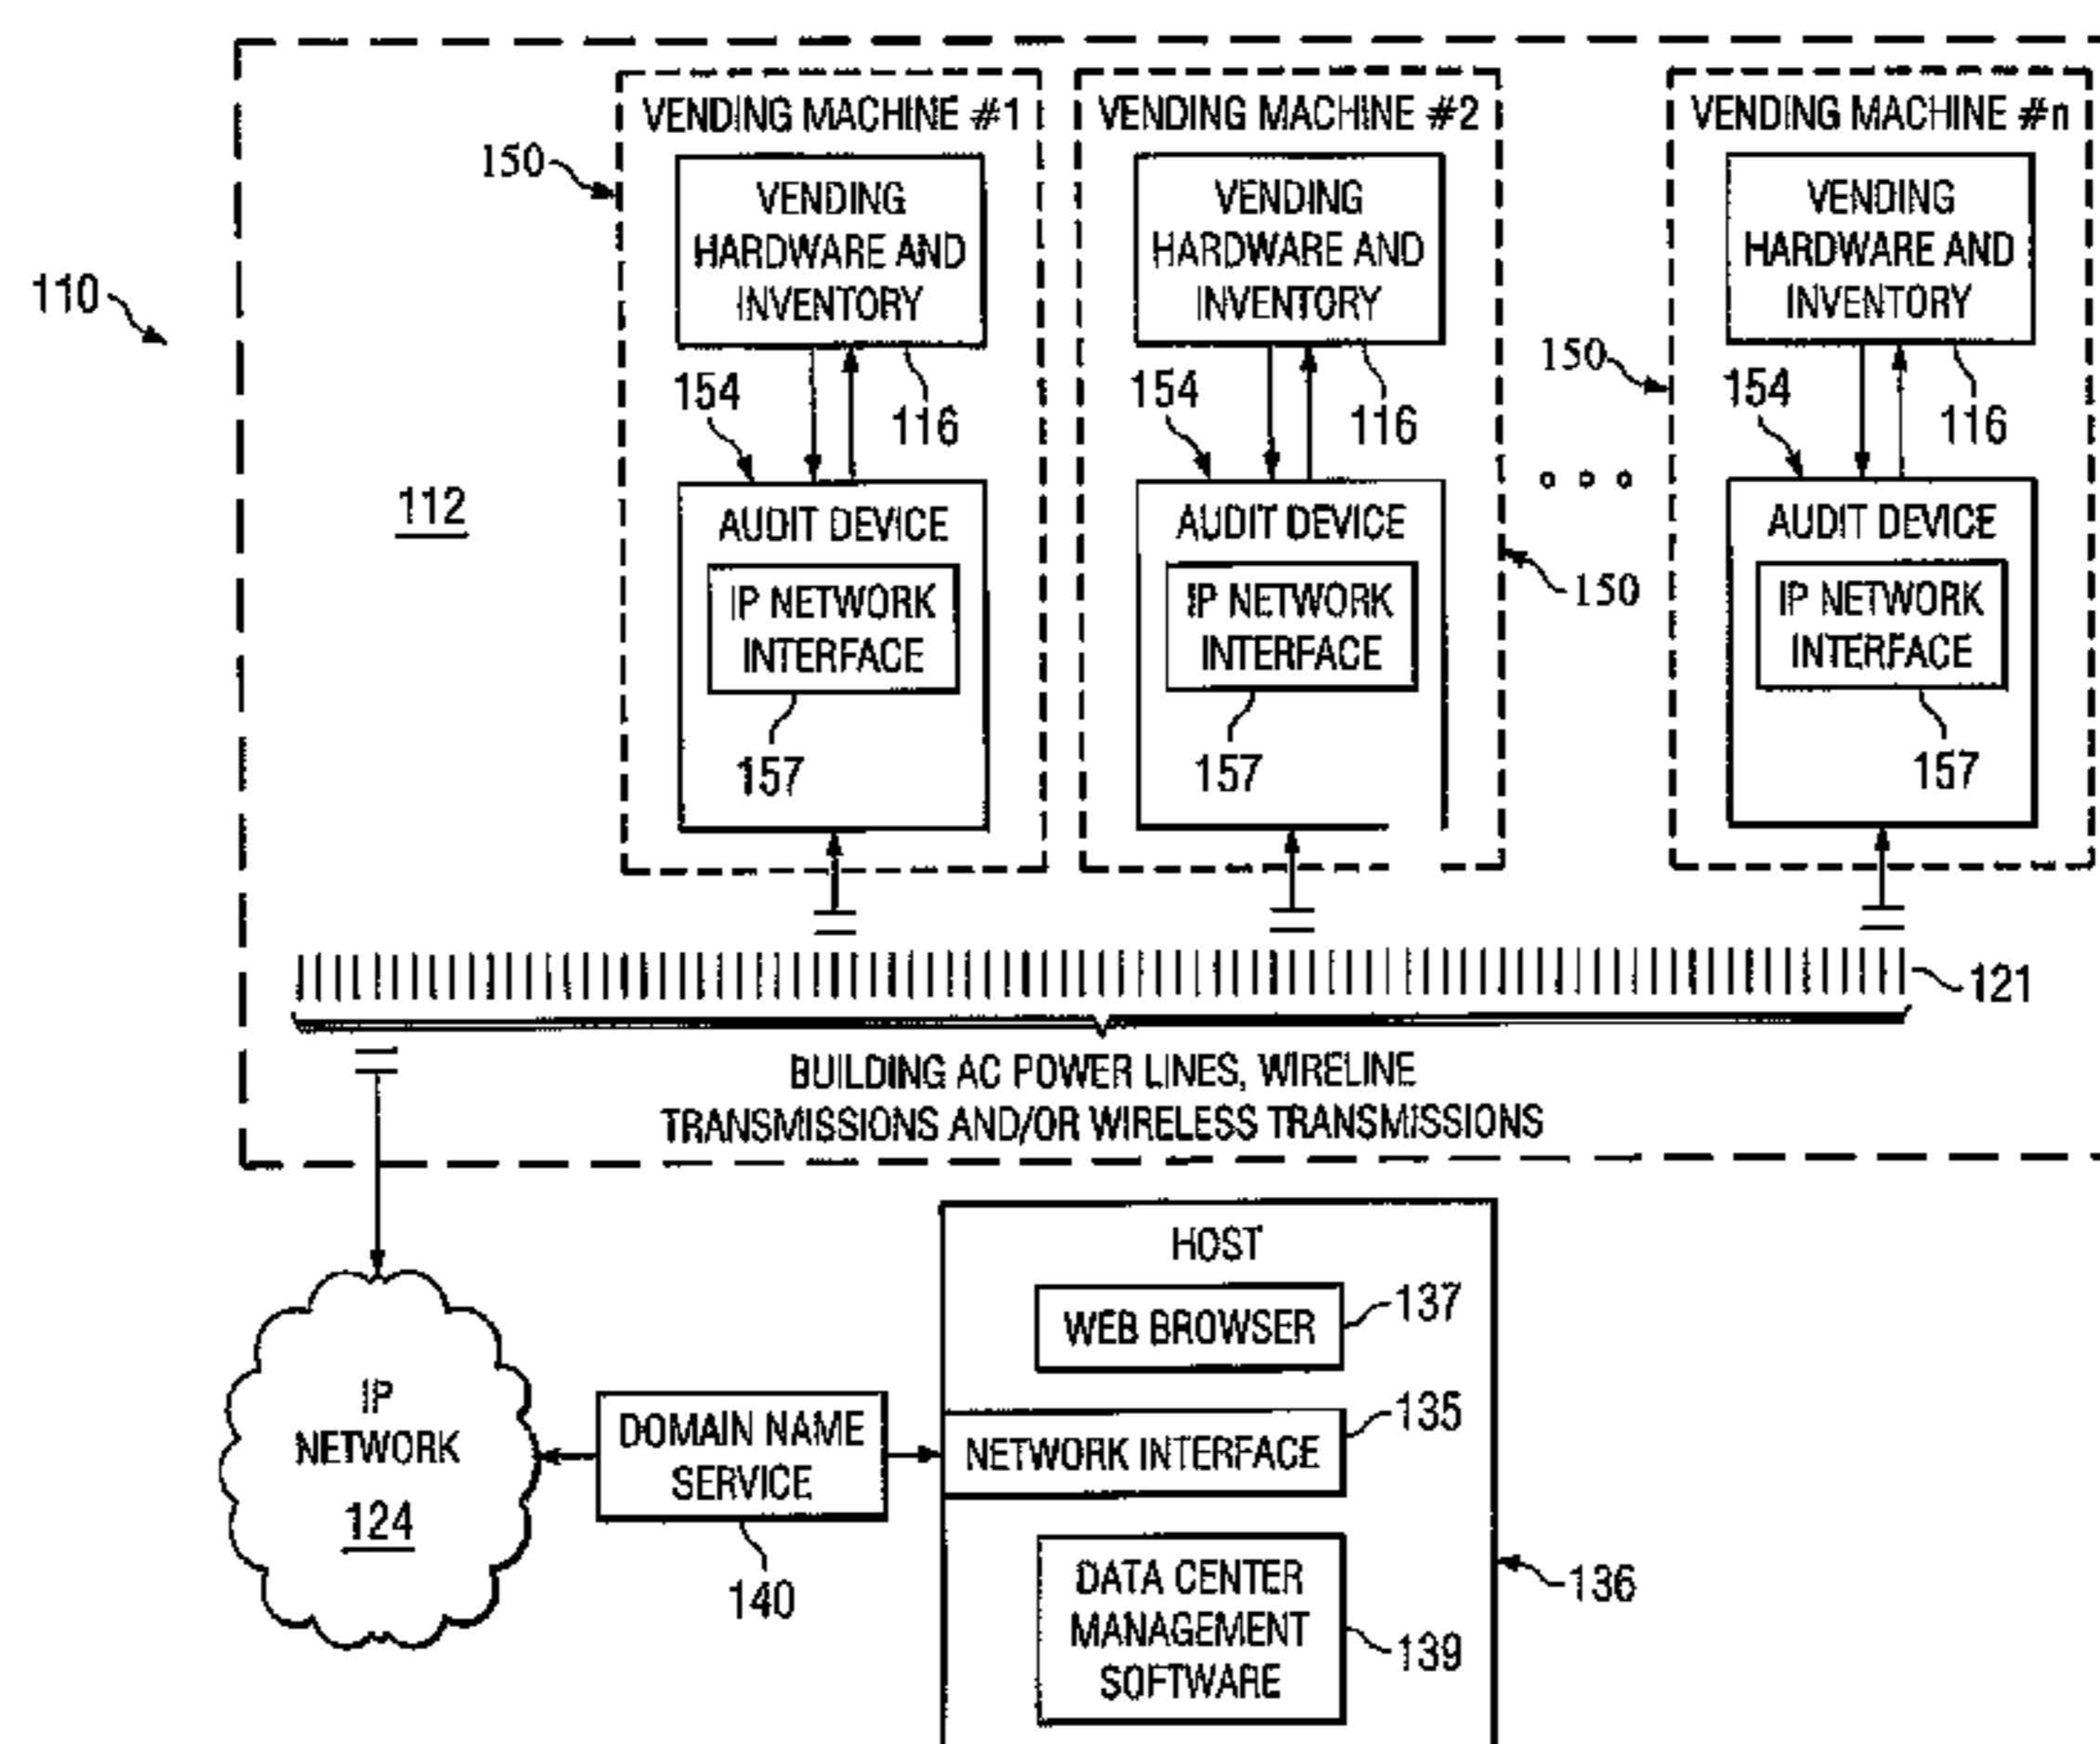 VENDING MACHINE #1
VENDING MACHINE #2
VENDING MACHINE #n
150
VENDING
HARDWARE AND
INVENTORY
VENDING
HARDWARE AND
INVENTORY
VENDING
HARDWARE AND
INVENTORY
110
150
154
116
154
116
154
116
112
AUDIT DEVICE
AUDIT DEVICE
AUDIT DEVICE
IP NETWORK
INTERFACE
IP NETWORK
INTERFACE
150
IP NETWORK
INTERFACE
157
157
157
121
BUILDING AC POWER LINES, WIRELINE
TRANSMISSIONS AND/OR WIRELESS TRANSMISSIONS
HOST
WEB BROWSER
137
IP
NETWORK
124
DOMAIN NAME
SERVICE
140
NETWORK INTERFACE
135
DATA CENTER
MANAGEMENT
SOFTWARE
136
139